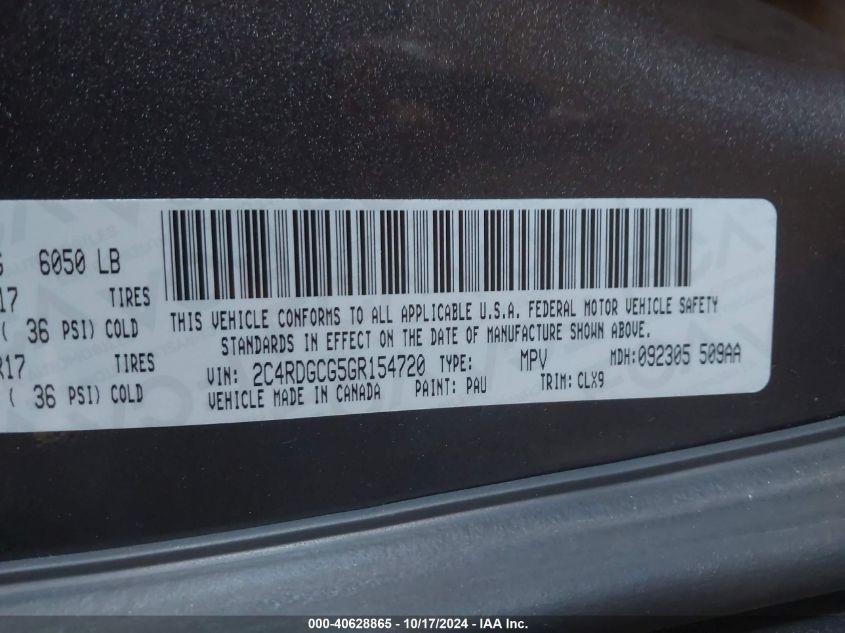 6050 LB
17 TIRES
( 36 PSI) COLD
R17 TIRES
( 36 PSI) COLD
THIS VEHICLE CONFORMS TO ALL APPLICABLE U.S.A. FEDERAL MOTOR VEHICLE SAFETY
STANDARDS IN EFFECT ON THE DATE OF MANUFACTURE SHOWN ABOVE.
VIN: 2C4RDGCG5GR154720 TYPE: MPV MDH:092305 509AA
VEHICLE MADE IN CANADA PAINT: PAU TRIM: CLX9
000-40628865 - 10/17/2024 - IAA Inc.